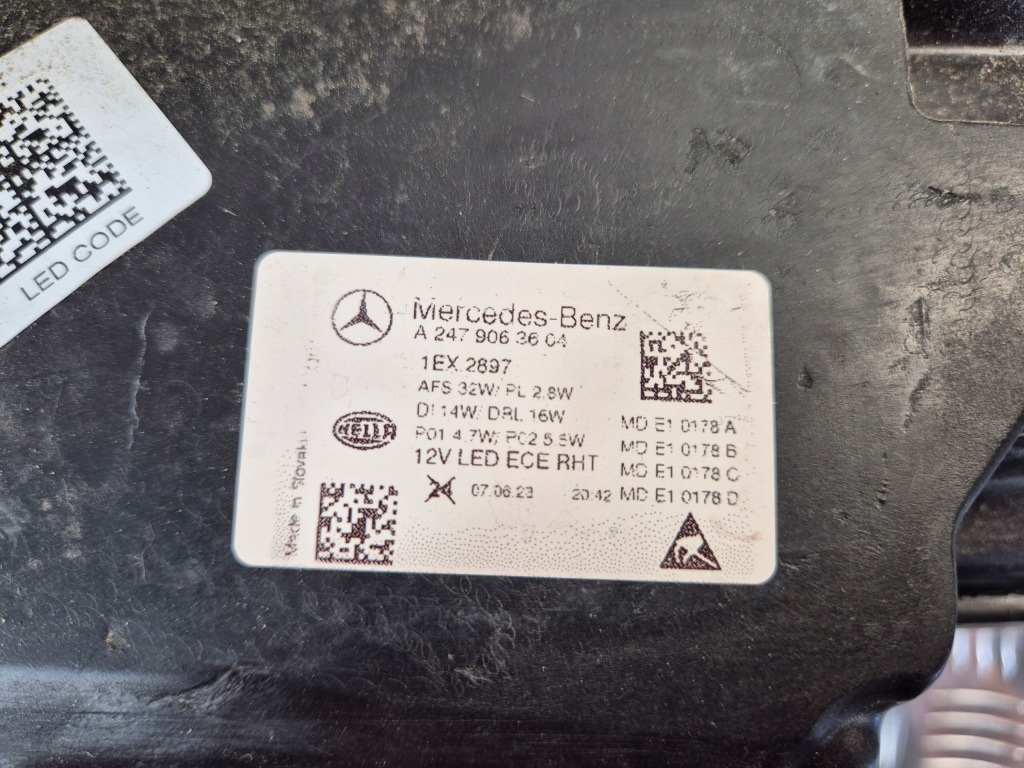 LED CODE
Mercedes-Benz
A 247 906 36 04
1EX.2897
AFS 32W/ PL 2.8W
DI 14W/ DRL 16W
P01 4.7W/ P02 5.5W
12V LED ECE RHT
HELLA
07.06.23 20:42
MD E1 0178 A
MD E1 0178 B
MD E1 0178 C
MD E1 0178 D
Made in Slovakia